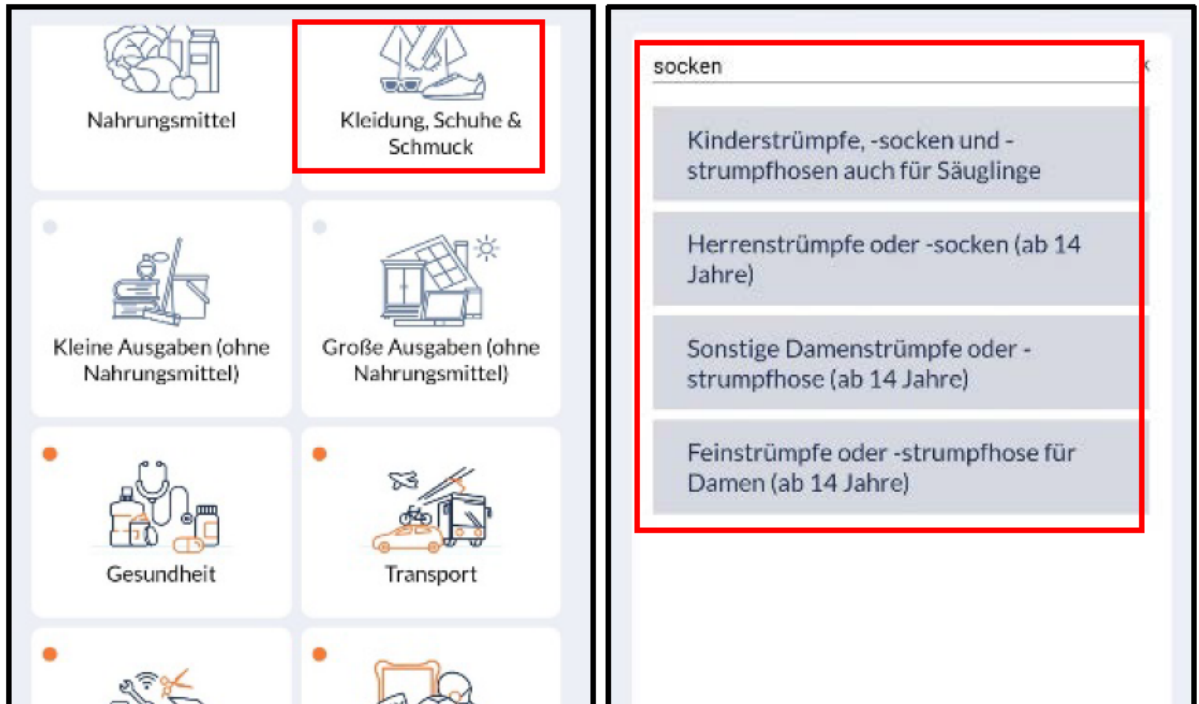 Nahrungsmittel
Kleidung, Schuhe &
Schmuck
Kleine Ausgaben (ohne
Nahrungsmittel)
Große Ausgaben (ohne
Nahrungsmittel)
Gesundheit
Transport
socken
Kinderstrümpfe, -socken und -
strumpfhosen auch für Säuglinge
Herrenstrümpfe oder -socken (ab 14
Jahre)
Sonstige Damenstrümpfe oder -
strumpfhose (ab 14 Jahre)
Feinstrümpfe oder -strumpfhose für
Damen (ab 14 Jahre)